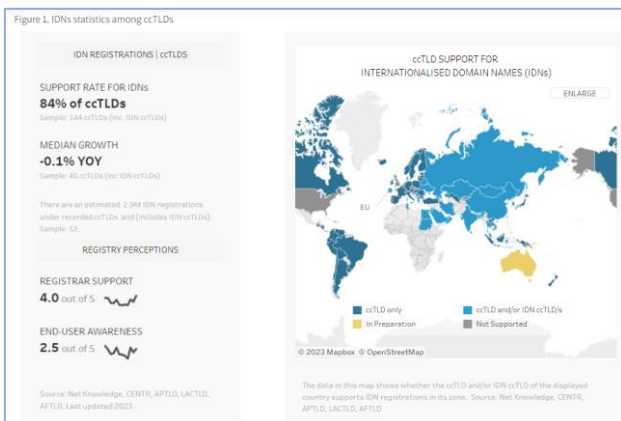 Figure 1. IDNs statistics among ccTLDs
IDN REGISTRATIONS | ccTLDS
SUPPORT RATE FOR IDNs
84% of ccTLDs
Sample: 144 ccTLDs (inc. IDN ccTLDs)
MEDIAN GROWTH
-0.1% YOY
Sample: 40 ccTLDs (inc IDN ccTLDs)
There are an estimated 2.9M IDN registrations
under recorded ccTLDs and (includes IDN ccTLDs).
Sample: 52.
REGISTRY PERCEPTIONS
REGISTRAR SUPPORT
4.0 out of 5
END-USER AWARENESS
2.5 out of 5
Source: Net Knowledge, CENTR, APTLD, LACTLD,
AFTLD. Last updated 2023
ccTLD SUPPORT FOR
INTERNATIONALISED DOMAIN NAMES (IDNs)
ENLARGE
EU
ccTLD only
ccTLD and/or IDN ccTLD/s
In Preparation
Not Supported
© 2023 Mapbox © OpenStreetMap
The data in this map shows whether the ccTLD and/or IDN ccTLD of the displayed
country supports IDN registrations in its zone. Source: Net Knowledge, CENTR,
APTLD, LACTLD, AFTLD